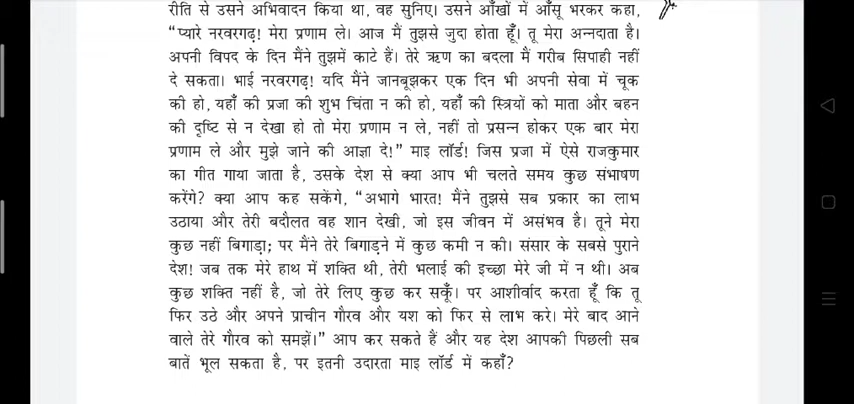 रीति से उसने अभिवादन किया था, वह सुनिए। उसने आँखों में आँसू भरकर कहा,
“प्यारे नरवरगढ़! मेरा प्रणाम ले। आज मैं तुझसे जुदा होता हूँ। तू मेरा अन्नदाता है।
अपनी विपद के दिन मैंने तुझमें काटे हैं। तेरे ऋण का बदला मैं गरीब सिपाही नहीं
दे सकता। भाई नरवरगढ़! यदि मैंने जानबूझकर एक दिन भी अपनी सेवा में चूक
की हो, यहाँ की प्रजा की शुभ चिंता न की हो, यहाँ की स्त्रियों को माता और बहन
की दृष्टि से न देखा हो तो मेरा प्रणाम न ले, नहीं तो प्रसन्न होकर एक बार मेरा
प्रणाम ले और मुझे जाने की आज्ञा दे!” माइ लॉर्ड! जिस प्रजा में ऐसे राजकुमार
का गीत गाया जाता है, उसके देश से क्या आप भी चलते समय कुछ संभाषण
करेंगे? क्या आप कह सकेंगे, “अभागे भारत! मैंने तुझसे सब प्रकार का लाभ
उठाया और तेरी बदौलत वह शान देखी, जो इस जीवन में असंभव है। तूने मेरा
कुछ नहीं बिगाड़ा; पर मैंने तेरे बिगाड़ने में कुछ कमी न की। संसार के सबसे पुराने
देश! जब तक मेरे हाथ में शक्ति थी, तेरी भलाई की इच्छा मेरे जी में न थी। अब
कुछ शक्ति नहीं है, जो तेरे लिए कुछ कर सकूँ। पर आशीर्वाद करता हूँ कि तू
फिर उठे और अपने प्राचीन गौरव और यश को फिर से लाभ करे। मेरे बाद आने
वाले तेरे गौरव को समझें।” आप कर सकते हैं और यह देश आपकी पिछली सब
बातें भूल सकता है, पर इतनी उदारता माइ लॉर्ड में कहाँ?